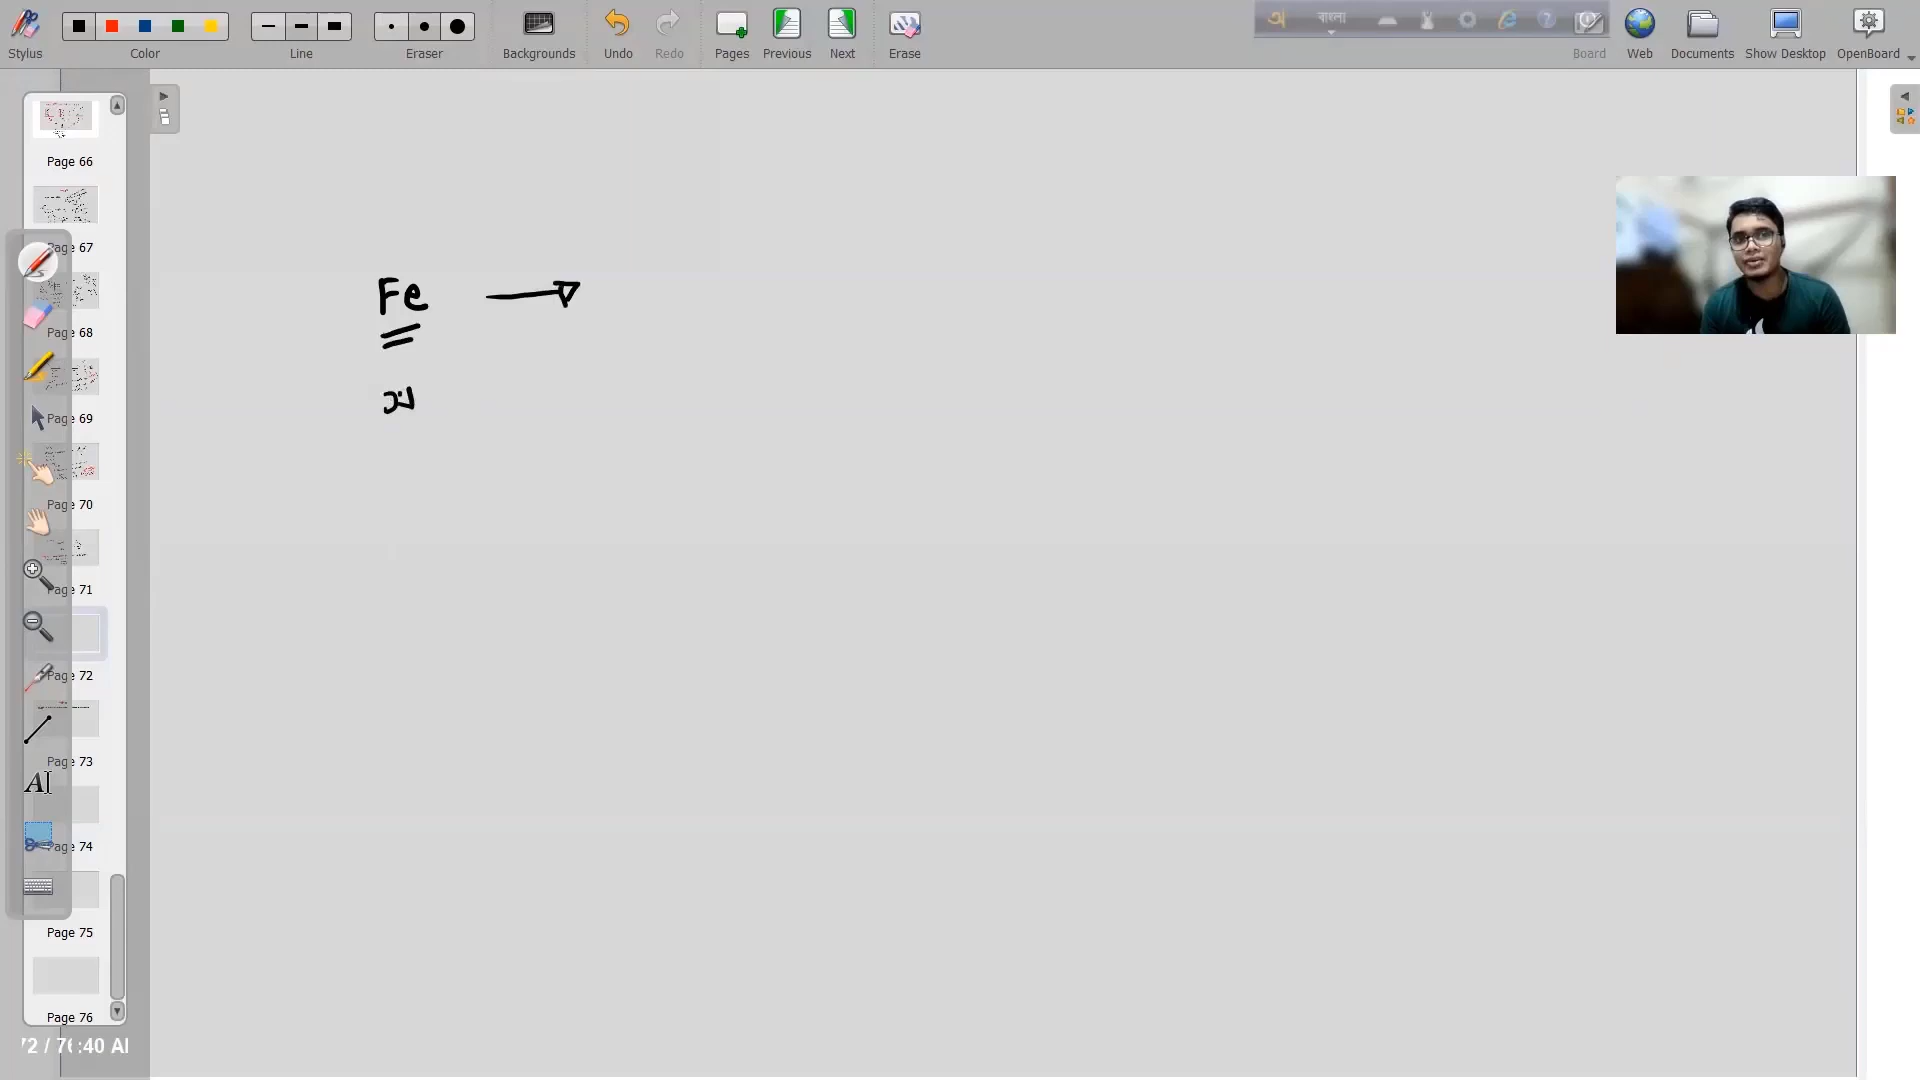 Stylus
Color
Line
Eraser
Backgrounds
Undo
Redo
Pages
Previous
Next
Erase
অ বাংলা
Board
Web
Documents
Show Desktop
OpenBoard
Page 66
Page 67
Page 68
Page 69
Page 70
Page 71
Page 72
Page 73
Page 74
Page 75
Page 76
Fe